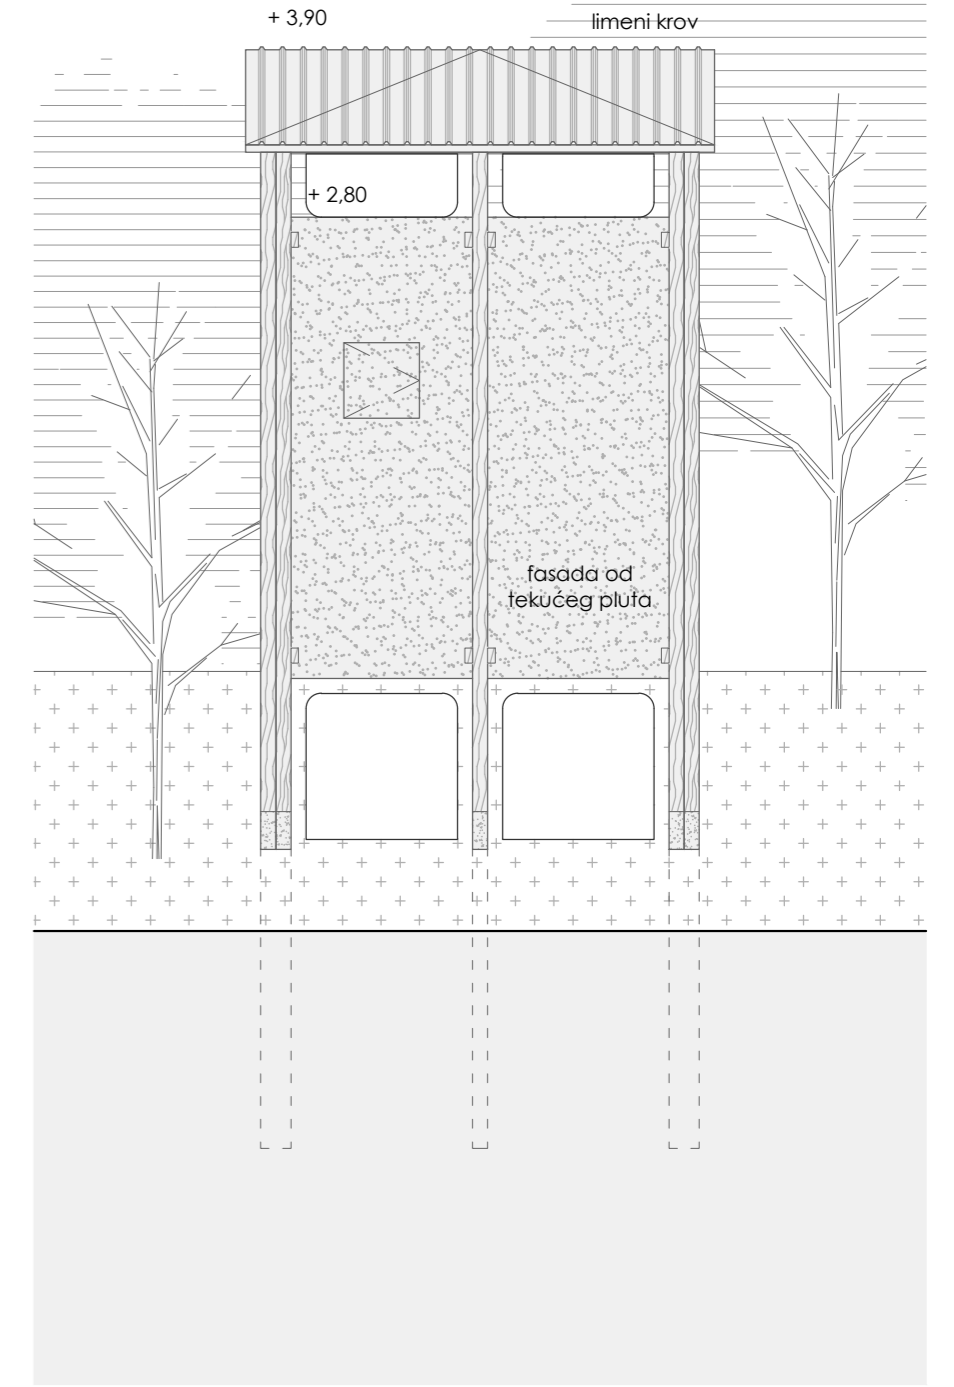 + 3,90
limeni krov
+ 2,80
fasada od
tekućeg pluta